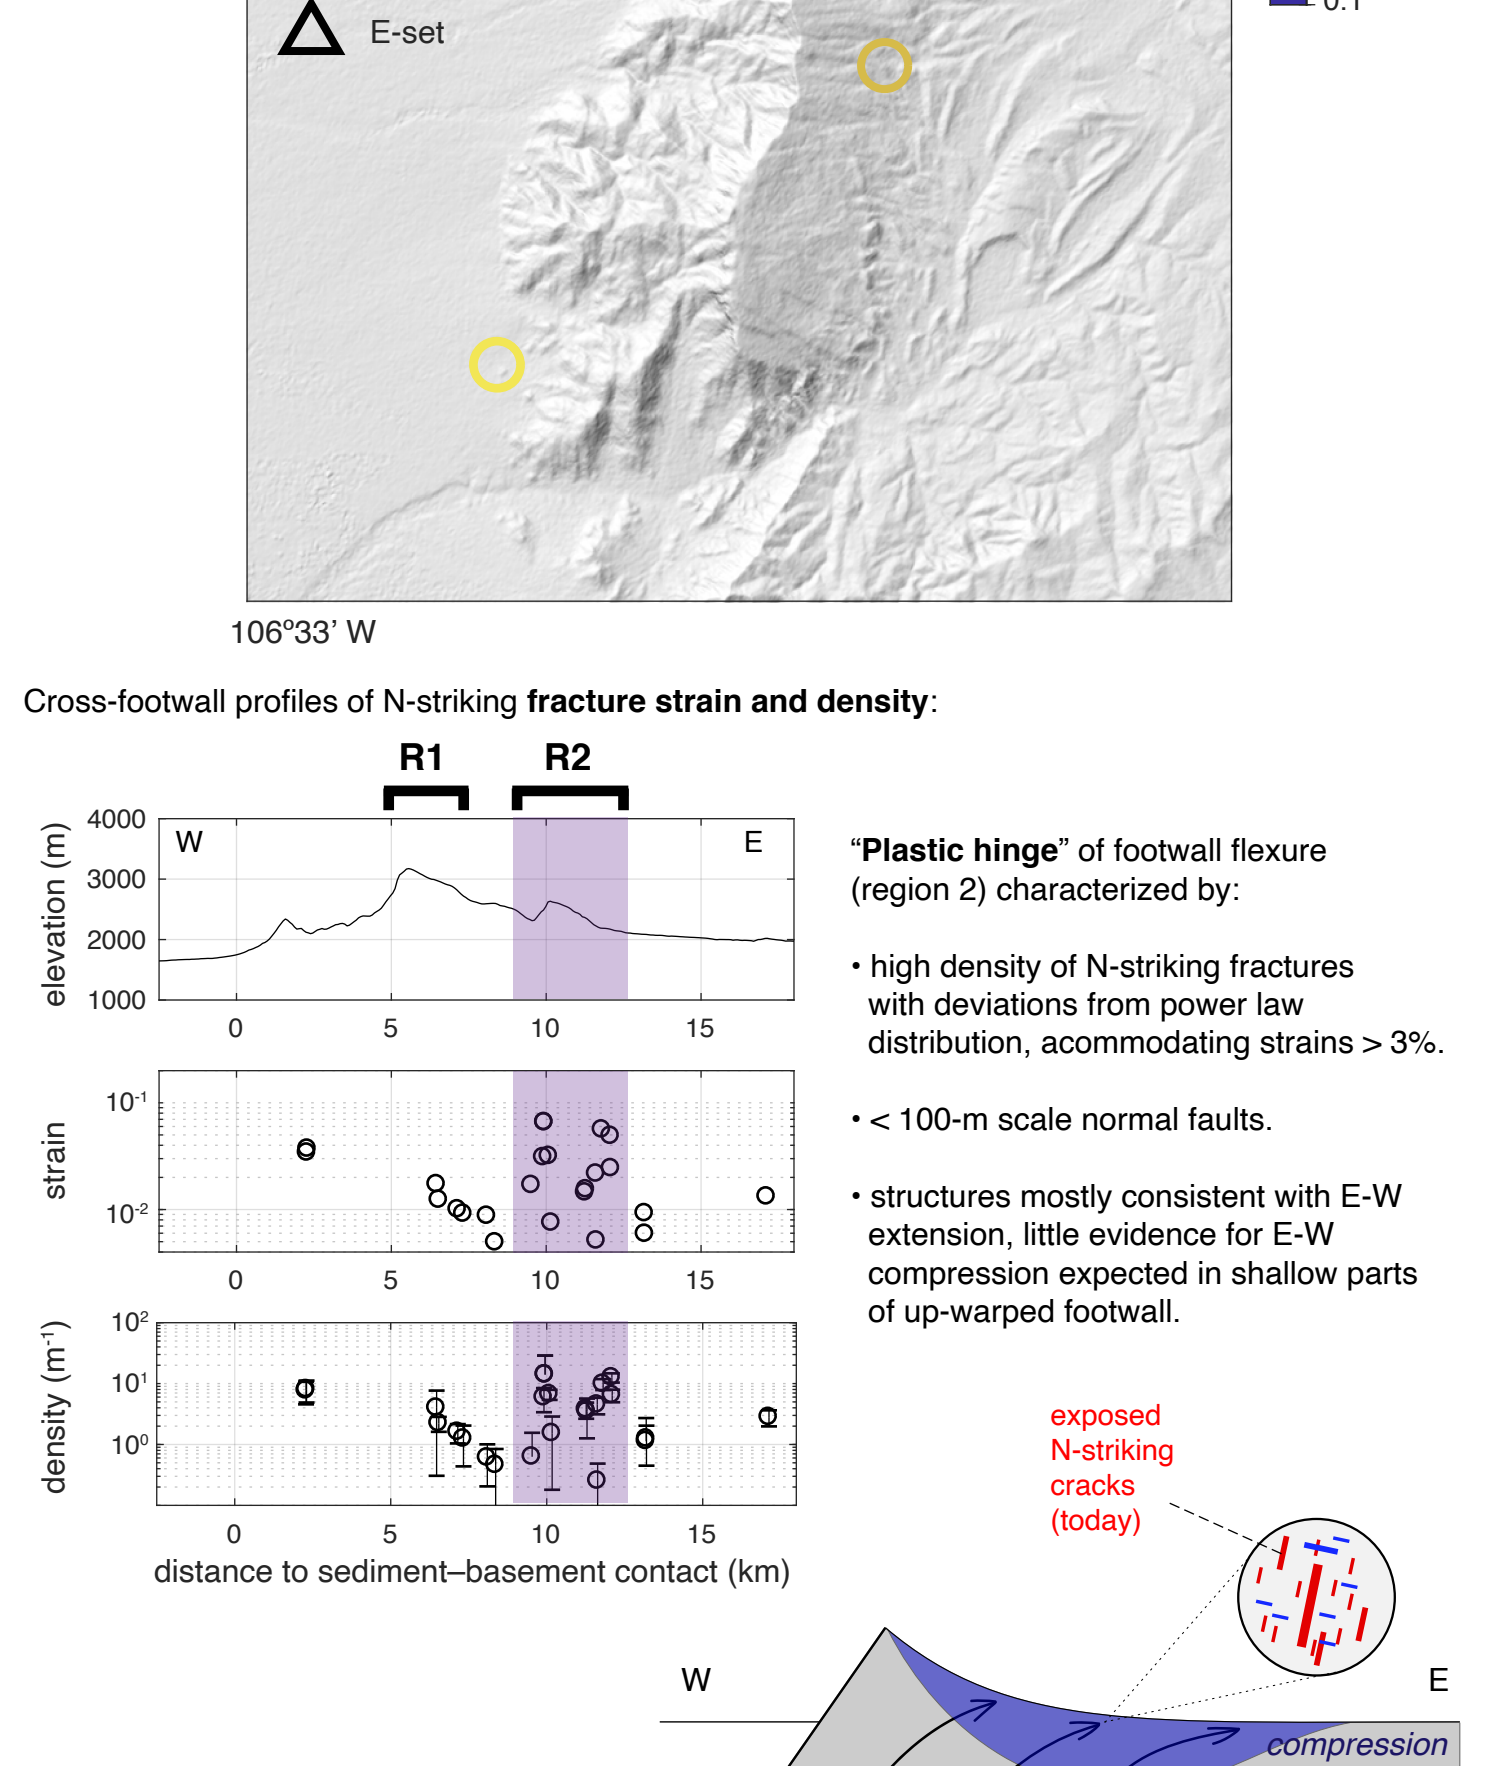 0.1
E-set
106º33’ W
Cross-footwall profiles of N-striking fracture strain and density:
R1
R2
W
E
4000
3000
2000
1000
elevation (m)
0
5
10
15
10-1
10-2
strain
0
5
10
15
102
101
100
density (m-1)
0
5
10
15
distance to sediment–basement contact (km)
“Plastic hinge” of footwall flexure
(region 2) characterized by:
• high density of N-striking fractures
with deviations from power law
distribution, acommodating strains > 3%.
• < 100-m scale normal faults.
• structures mostly consistent with E-W
extension, little evidence for E-W
compression expected in shallow parts
of up-warped footwall.
exposed
N-striking
cracks
(today)
W
E
compression